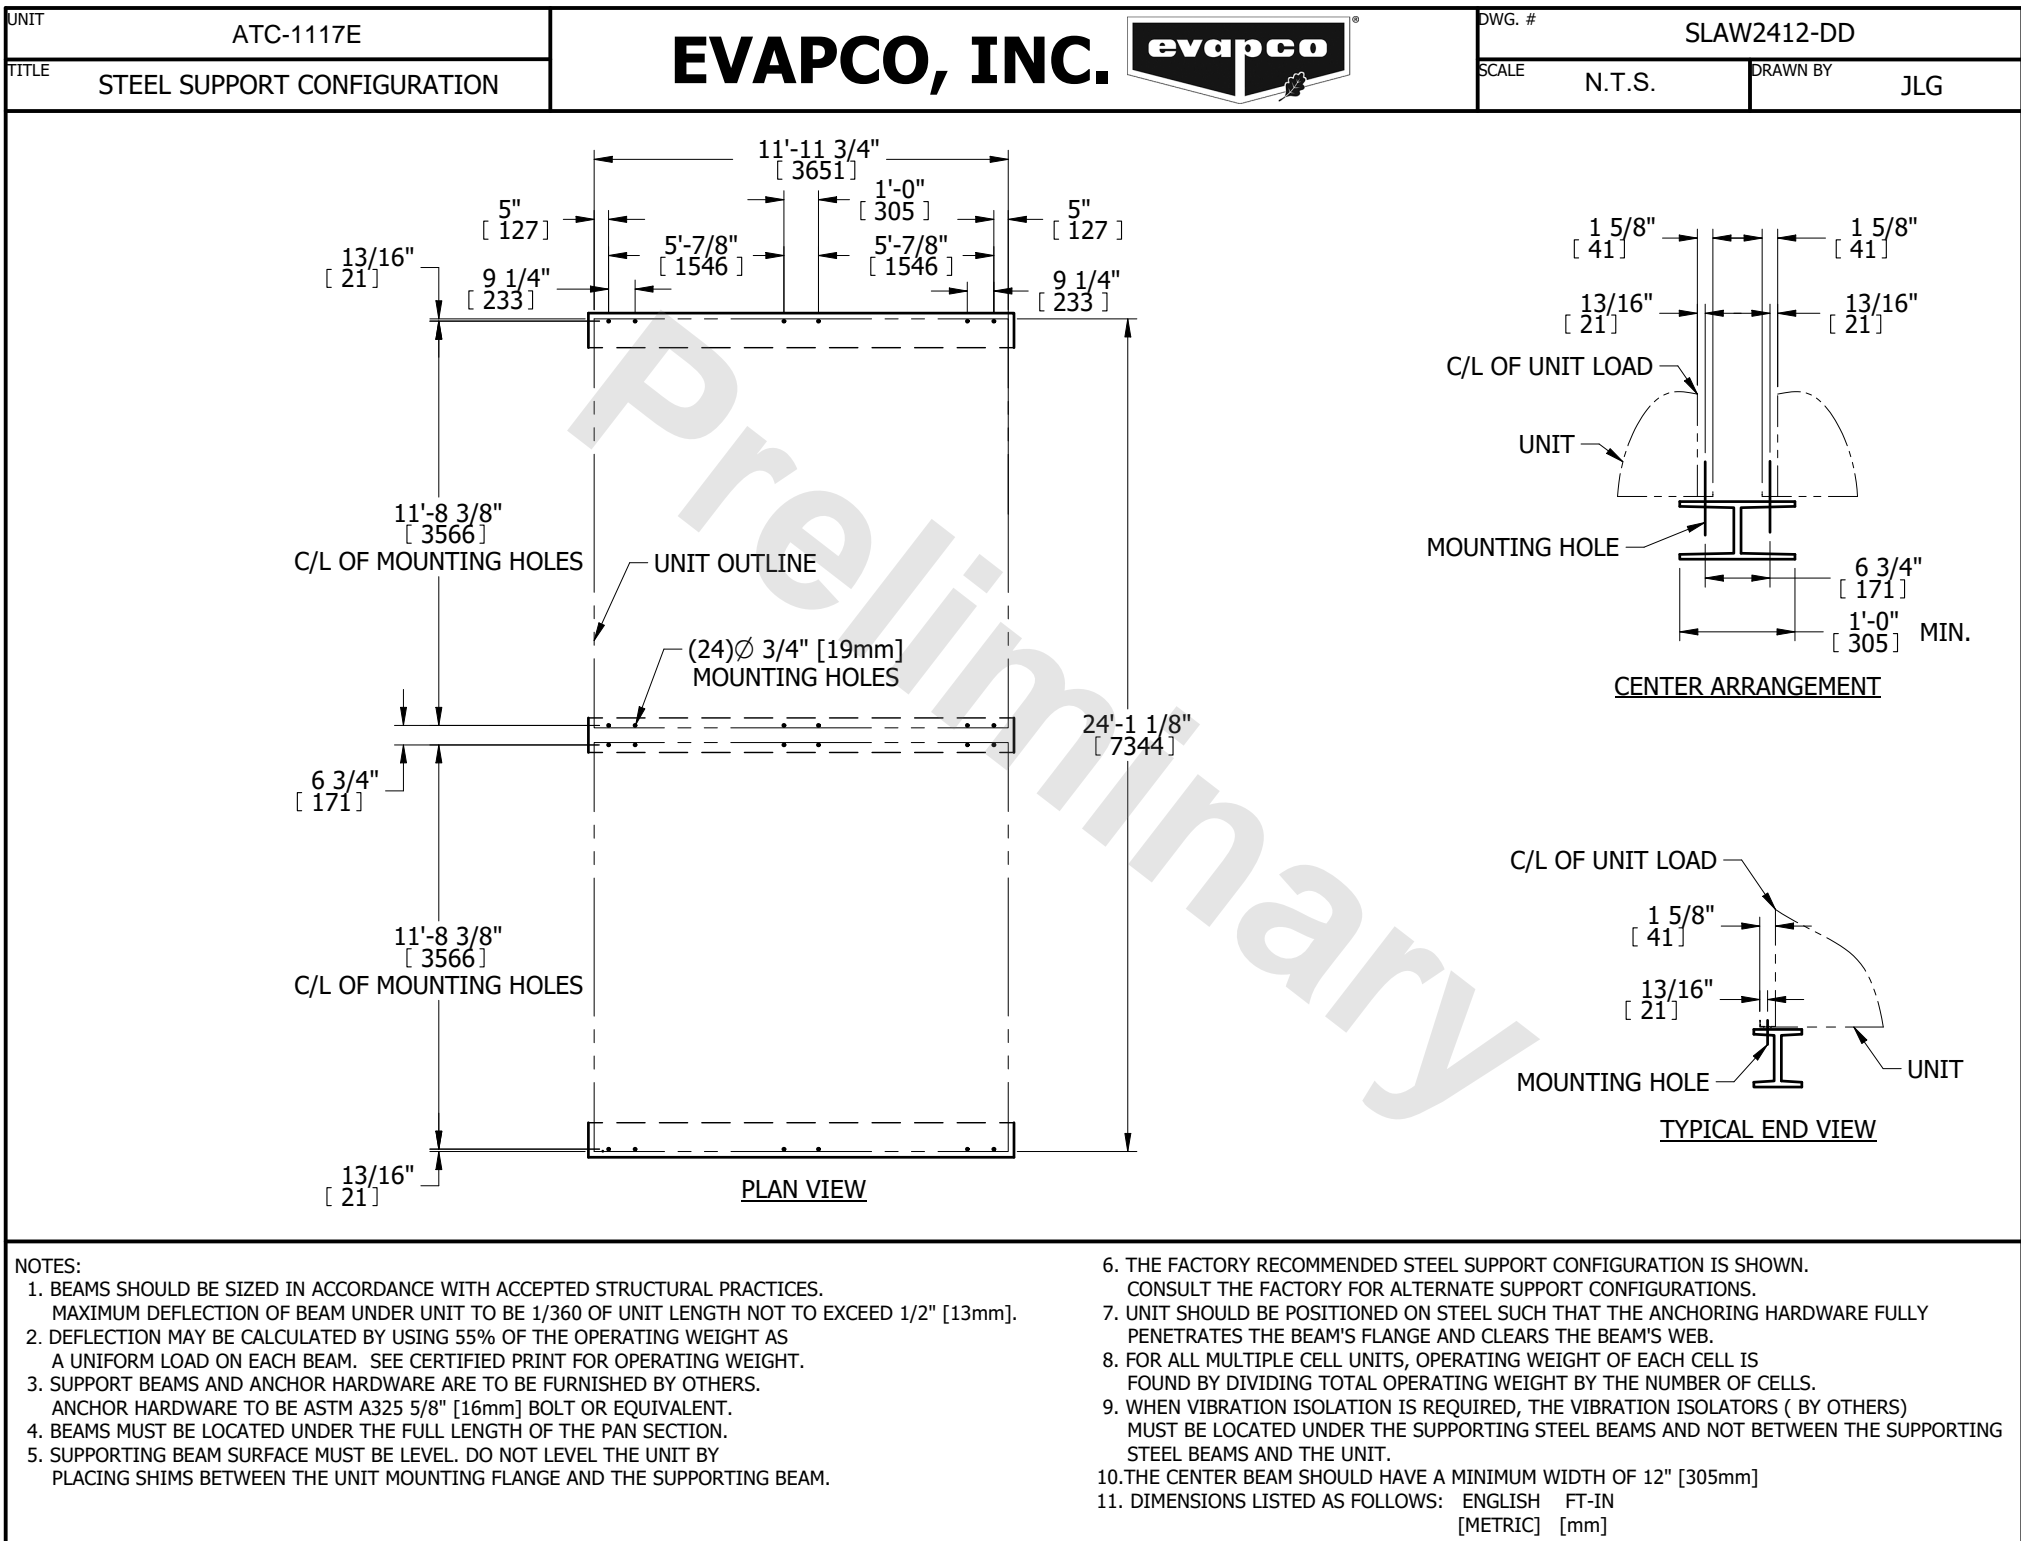 UNIT
ATC-1117E
TITLE
STEEL SUPPORT CONFIGURATION
EVAPCO, INC.
evapco
®
DWG. #
SLAW2412-DD
SCALE
N.T.S.
DRAWN BY
JLG
11'-11 3/4"
[ 3651]
1'-0"
[ 305 ]
5"
[ 127]
5"
[ 127 ]
5'-7/8"
[ 1546 ]
5'-7/8"
[ 1546 ]
13/16"
[ 21]
9 1/4"
[ 233]
9 1/4"
[ 233 ]
11'-8 3/8"
[ 3566]
C/L OF MOUNTING HOLES
UNIT OUTLINE
(24)∅ 3/4" [19mm]
MOUNTING HOLES
24'-1 1/8"
[ 7344]
6 3/4"
[ 171]
11'-8 3/8"
[ 3566]
C/L OF MOUNTING HOLES
13/16"
[ 21]
PLAN VIEW
Preliminary
1 5/8"
[ 41]
1 5/8"
[ 41]
13/16"
[ 21]
13/16"
[ 21]
C/L OF UNIT LOAD
UNIT
MOUNTING HOLE
6 3/4"
[ 171]
1'-0"
[ 305] MIN.
CENTER ARRANGEMENT
C/L OF UNIT LOAD
1 5/8"
[ 41]
13/16"
[ 21]
MOUNTING HOLE
UNIT
TYPICAL END VIEW
NOTES:
1. BEAMS SHOULD BE SIZED IN ACCORDANCE WITH ACCEPTED STRUCTURAL PRACTICES.
MAXIMUM DEFLECTION OF BEAM UNDER UNIT TO BE 1/360 OF UNIT LENGTH NOT TO EXCEED 1/2" [13mm].
2. DEFLECTION MAY BE CALCULATED BY USING 55% OF THE OPERATING WEIGHT AS
A UNIFORM LOAD ON EACH BEAM. SEE CERTIFIED PRINT FOR OPERATING WEIGHT.
3. SUPPORT BEAMS AND ANCHOR HARDWARE ARE TO BE FURNISHED BY OTHERS.
ANCHOR HARDWARE TO BE ASTM A325 5/8" [16mm] BOLT OR EQUIVALENT.
4. BEAMS MUST BE LOCATED UNDER THE FULL LENGTH OF THE PAN SECTION.
5. SUPPORTING BEAM SURFACE MUST BE LEVEL. DO NOT LEVEL THE UNIT BY
PLACING SHIMS BETWEEN THE UNIT MOUNTING FLANGE AND THE SUPPORTING BEAM.
6. THE FACTORY RECOMMENDED STEEL SUPPORT CONFIGURATION IS SHOWN.
CONSULT THE FACTORY FOR ALTERNATE SUPPORT CONFIGURATIONS.
7. UNIT SHOULD BE POSITIONED ON STEEL SUCH THAT THE ANCHORING HARDWARE FULLY
PENETRATES THE BEAM'S FLANGE AND CLEARS THE BEAM'S WEB.
8. FOR ALL MULTIPLE CELL UNITS, OPERATING WEIGHT OF EACH CELL IS
FOUND BY DIVIDING TOTAL OPERATING WEIGHT BY THE NUMBER OF CELLS.
9. WHEN VIBRATION ISOLATION IS REQUIRED, THE VIBRATION ISOLATORS ( BY OTHERS)
MUST BE LOCATED UNDER THE SUPPORTING STEEL BEAMS AND NOT BETWEEN THE SUPPORTING
STEEL BEAMS AND THE UNIT.
10.THE CENTER BEAM SHOULD HAVE A MINIMUM WIDTH OF 12" [305mm]
11. DIMENSIONS LISTED AS FOLLOWS: ENGLISH FT-IN
[METRIC] [mm]